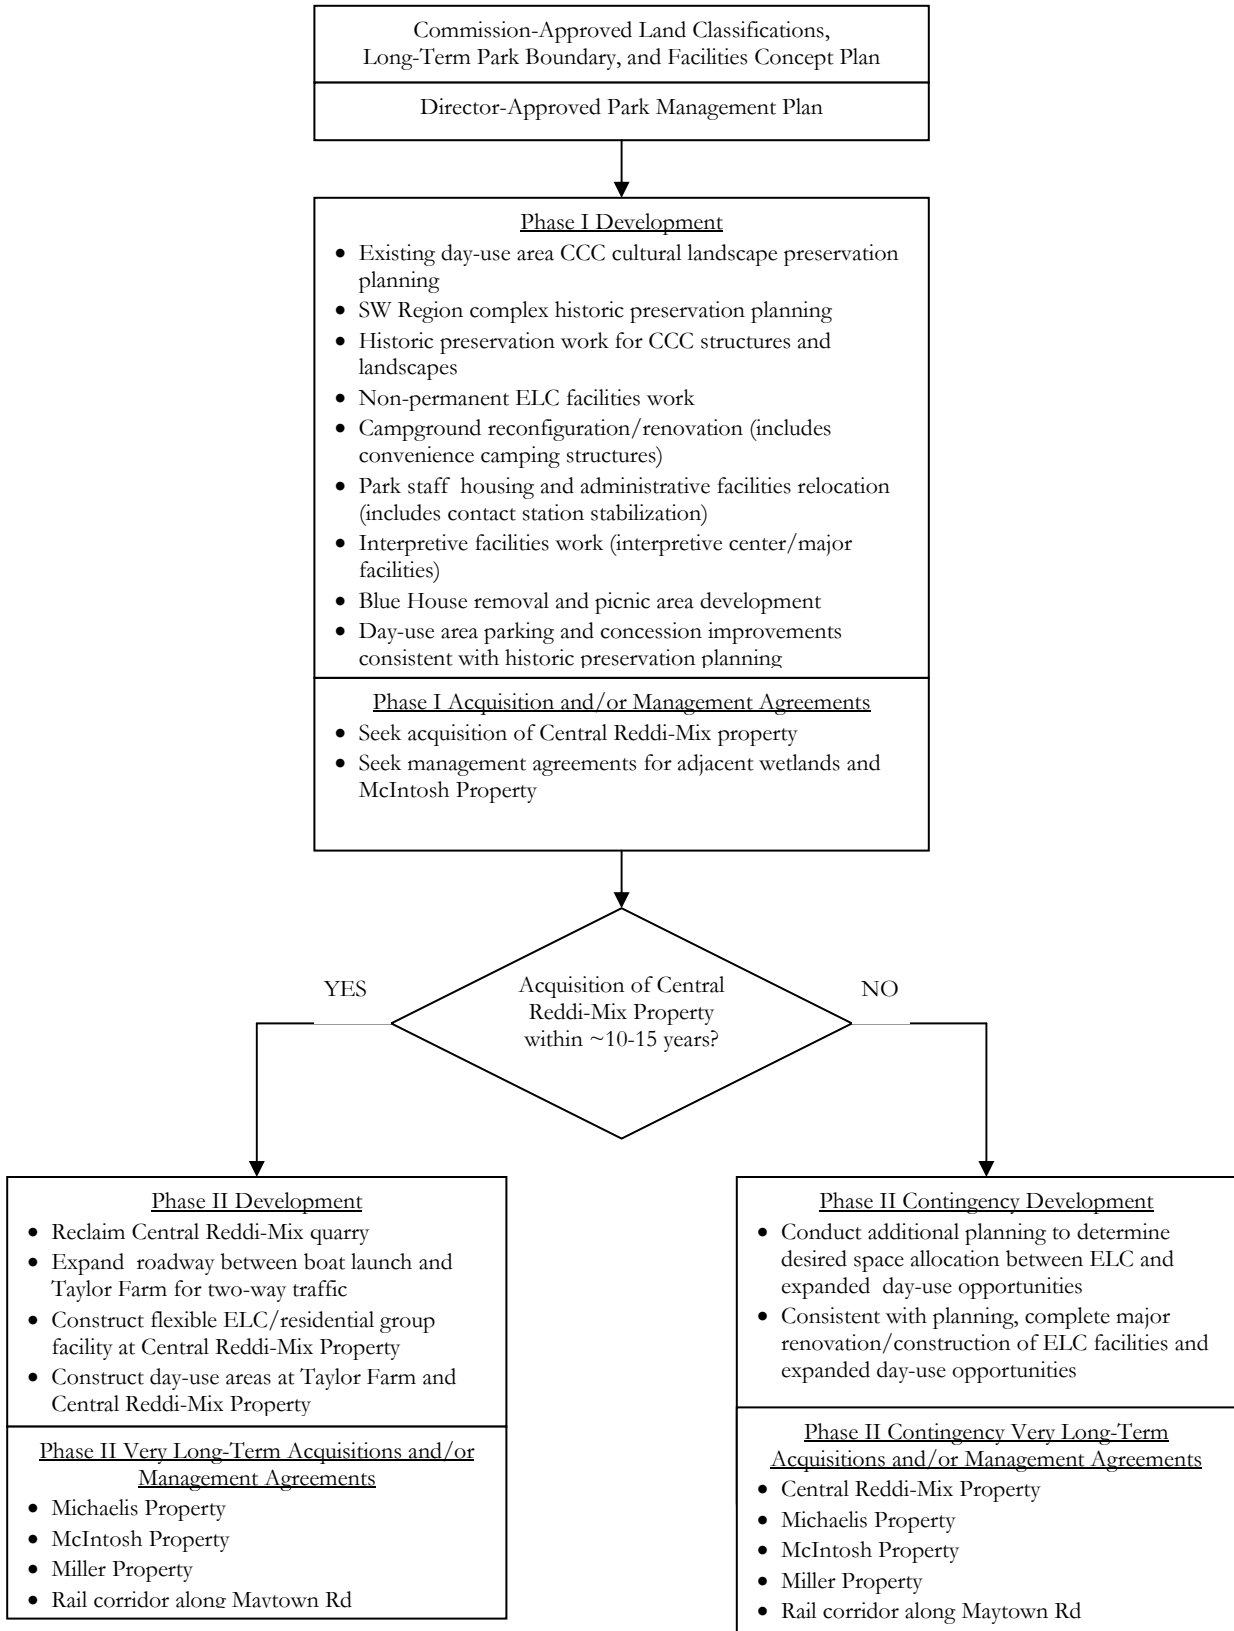 Commission-Approved Land Classifications,
Long-Term Park Boundary, and Facilities Concept Plan
Director-Approved Park Management Plan
Phase I Development
• Existing day-use area CCC cultural landscape preservation
planning
• SW Region complex historic preservation planning
• Historic preservation work for CCC structures and
landscapes
• Non-permanent ELC facilities work
• Campground reconfiguration/renovation (includes
convenience camping structures)
• Park staff housing and administrative facilities relocation
(includes contact station stabilization)
• Interpretive facilities work (interpretive center/major
facilities)
• Blue House removal and picnic area development
• Day-use area parking and concession improvements
consistent with historic preservation planning
Phase I Acquisition and/or Management Agreements
• Seek acquisition of Central Reddi-Mix property
• Seek management agreements for adjacent wetlands and
McIntosh Property
YES
Acquisition of Central
Reddi-Mix Property
within ~10-15 years?
NO
Phase II Development
• Reclaim Central Reddi-Mix quarry
• Expand roadway between boat launch and
Taylor Farm for two-way traffic
• Construct flexible ELC/residential group
facility at Central Reddi-Mix Property
• Construct day-use areas at Taylor Farm and
Central Reddi-Mix Property
Phase II Very Long-Term Acquisitions and/or
Management Agreements
• Michaelis Property
• McIntosh Property
• Miller Property
• Rail corridor along Maytown Rd
Phase II Contingency Development
• Conduct additional planning to determine
desired space allocation between ELC and
expanded day-use opportunities
• Consistent with planning, complete major
renovation/construction of ELC facilities and
expanded day-use opportunities
Phase II Contingency Very Long-Term
Acquisitions and/or Management Agreements
• Central Reddi-Mix Property
• Michaelis Property
• McIntosh Property
• Miller Property
• Rail corridor along Maytown Rd